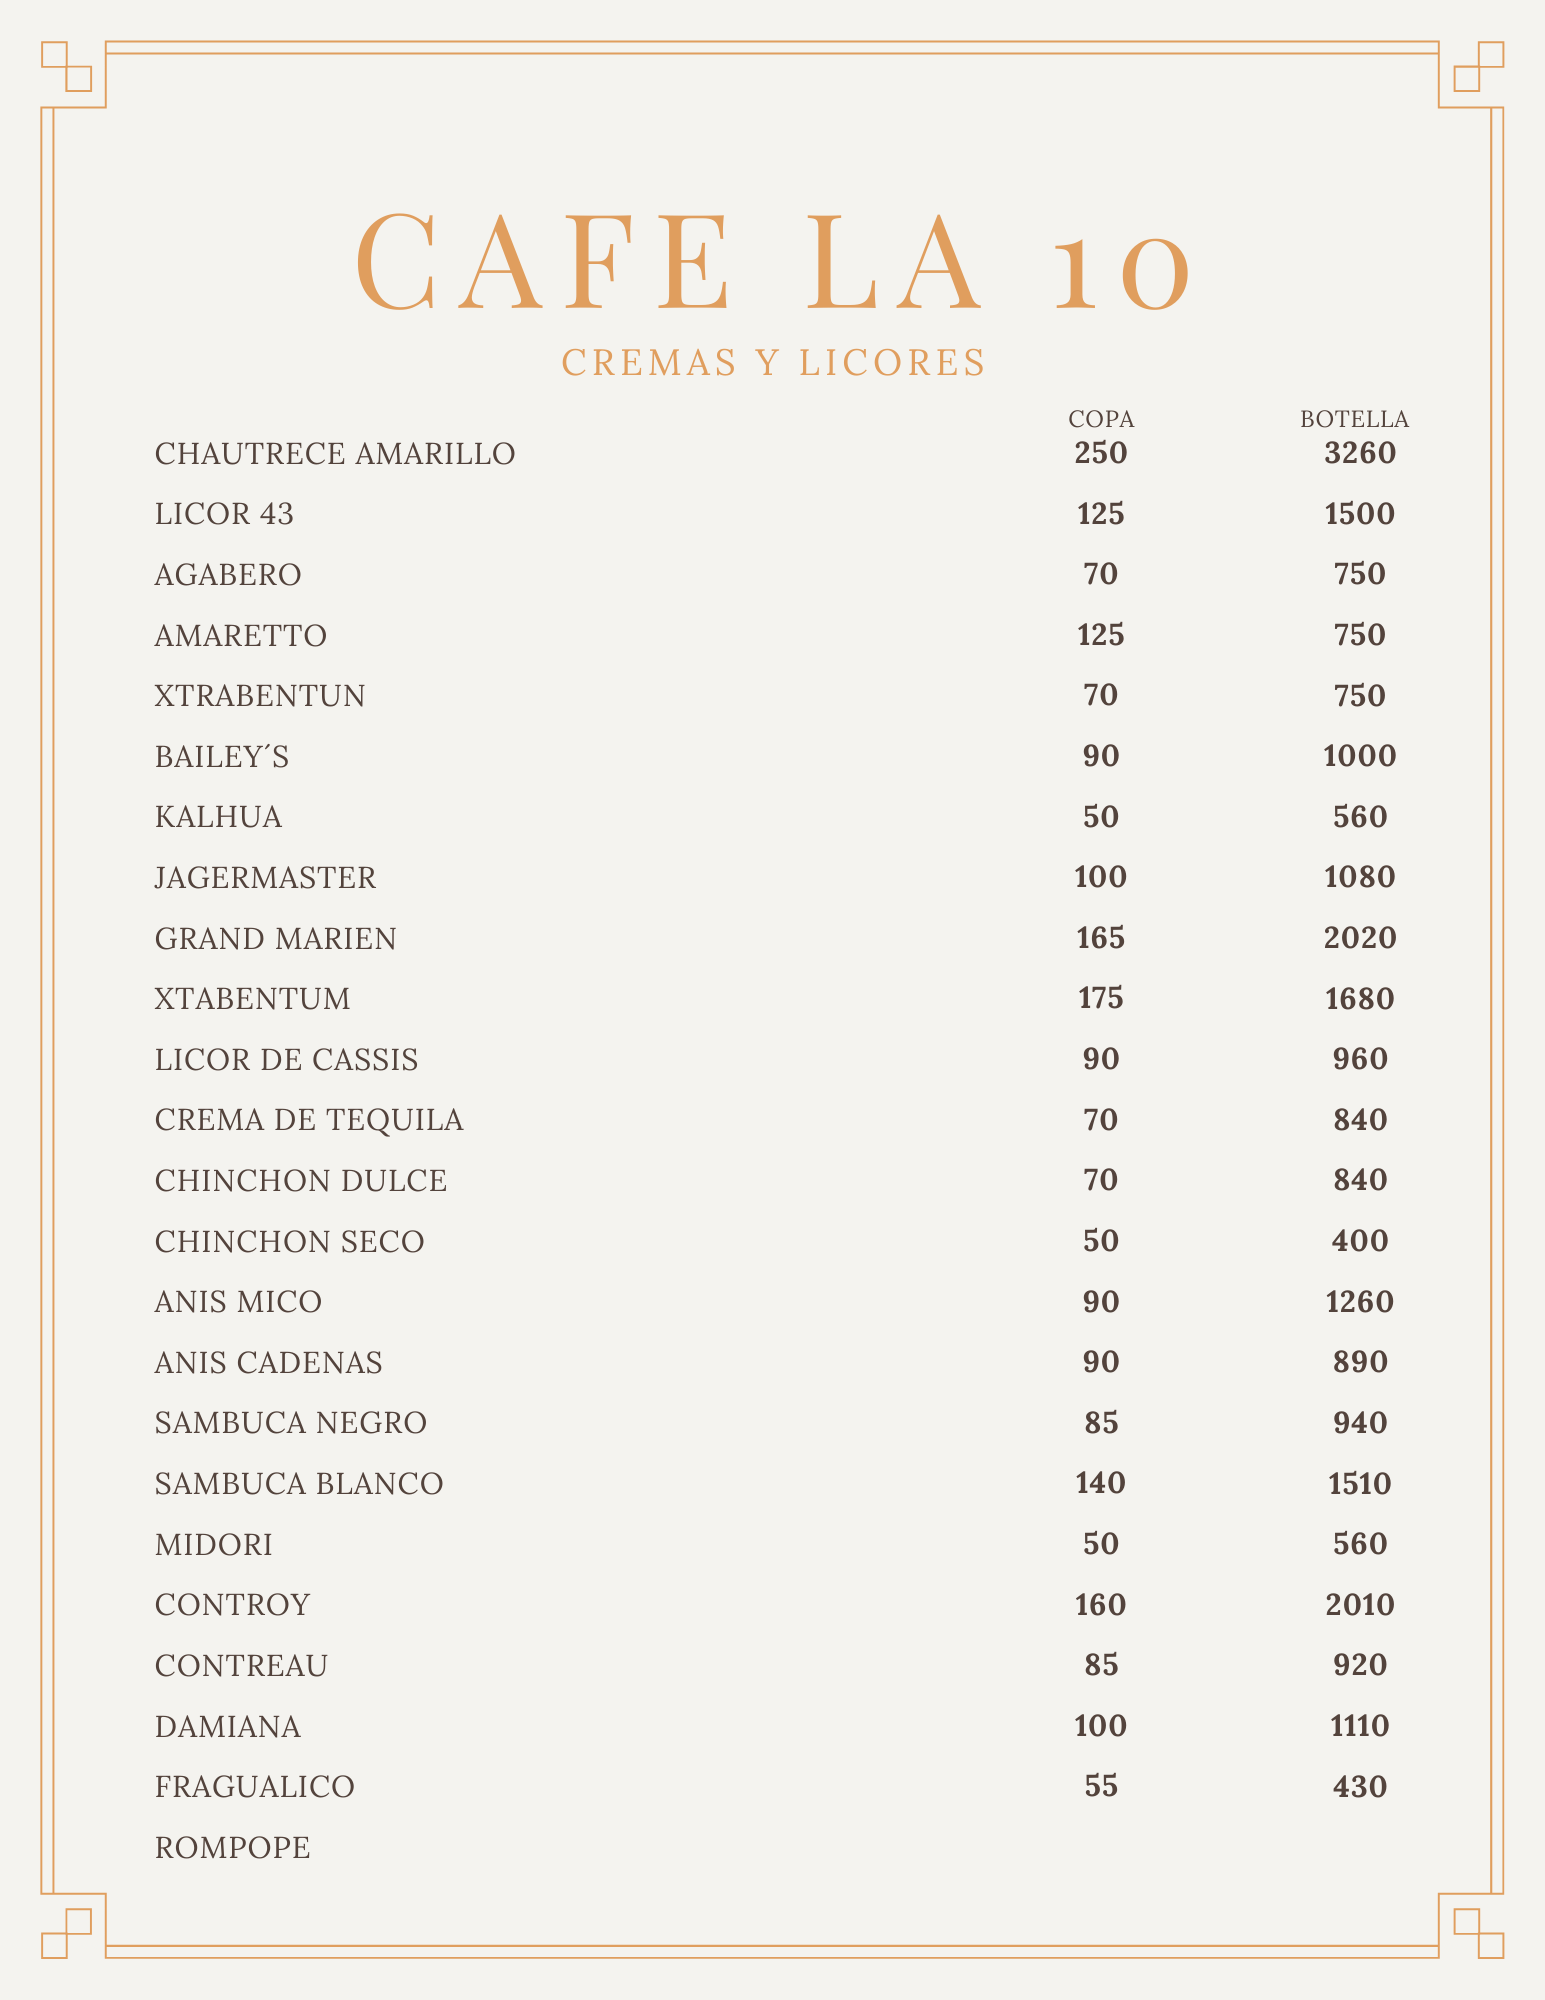 CAFE LA 10
CREMAS Y LICORES
COPA BOTELLA
CHAUTRECE AMARILLO 250 3260
LICOR 43 125 1500
AGABERO 70 750
AMARETTO 125 750
XTRABENTUN 70 750
BAILEY´S 90 1000
KALHUA 50 560
JAGERMASTER 100 1080
GRAND MARIEN 165 2020
XTABENTUM 175 1680
LICOR DE CASSIS 90 960
CREMA DE TEQUILA 70 840
CHINCHON DULCE 70 840
CHINCHON SECO 50 400
ANIS MICO 90 1260
ANIS CADENAS 90 890
SAMBUCA NEGRO 85 940
SAMBUCA BLANCO 140 1510
MIDORI 50 560
CONTROY 160 2010
CONTREAU 85 920
DAMIANA 100 1110
FRAGUALICO 55 430
ROMPOPE